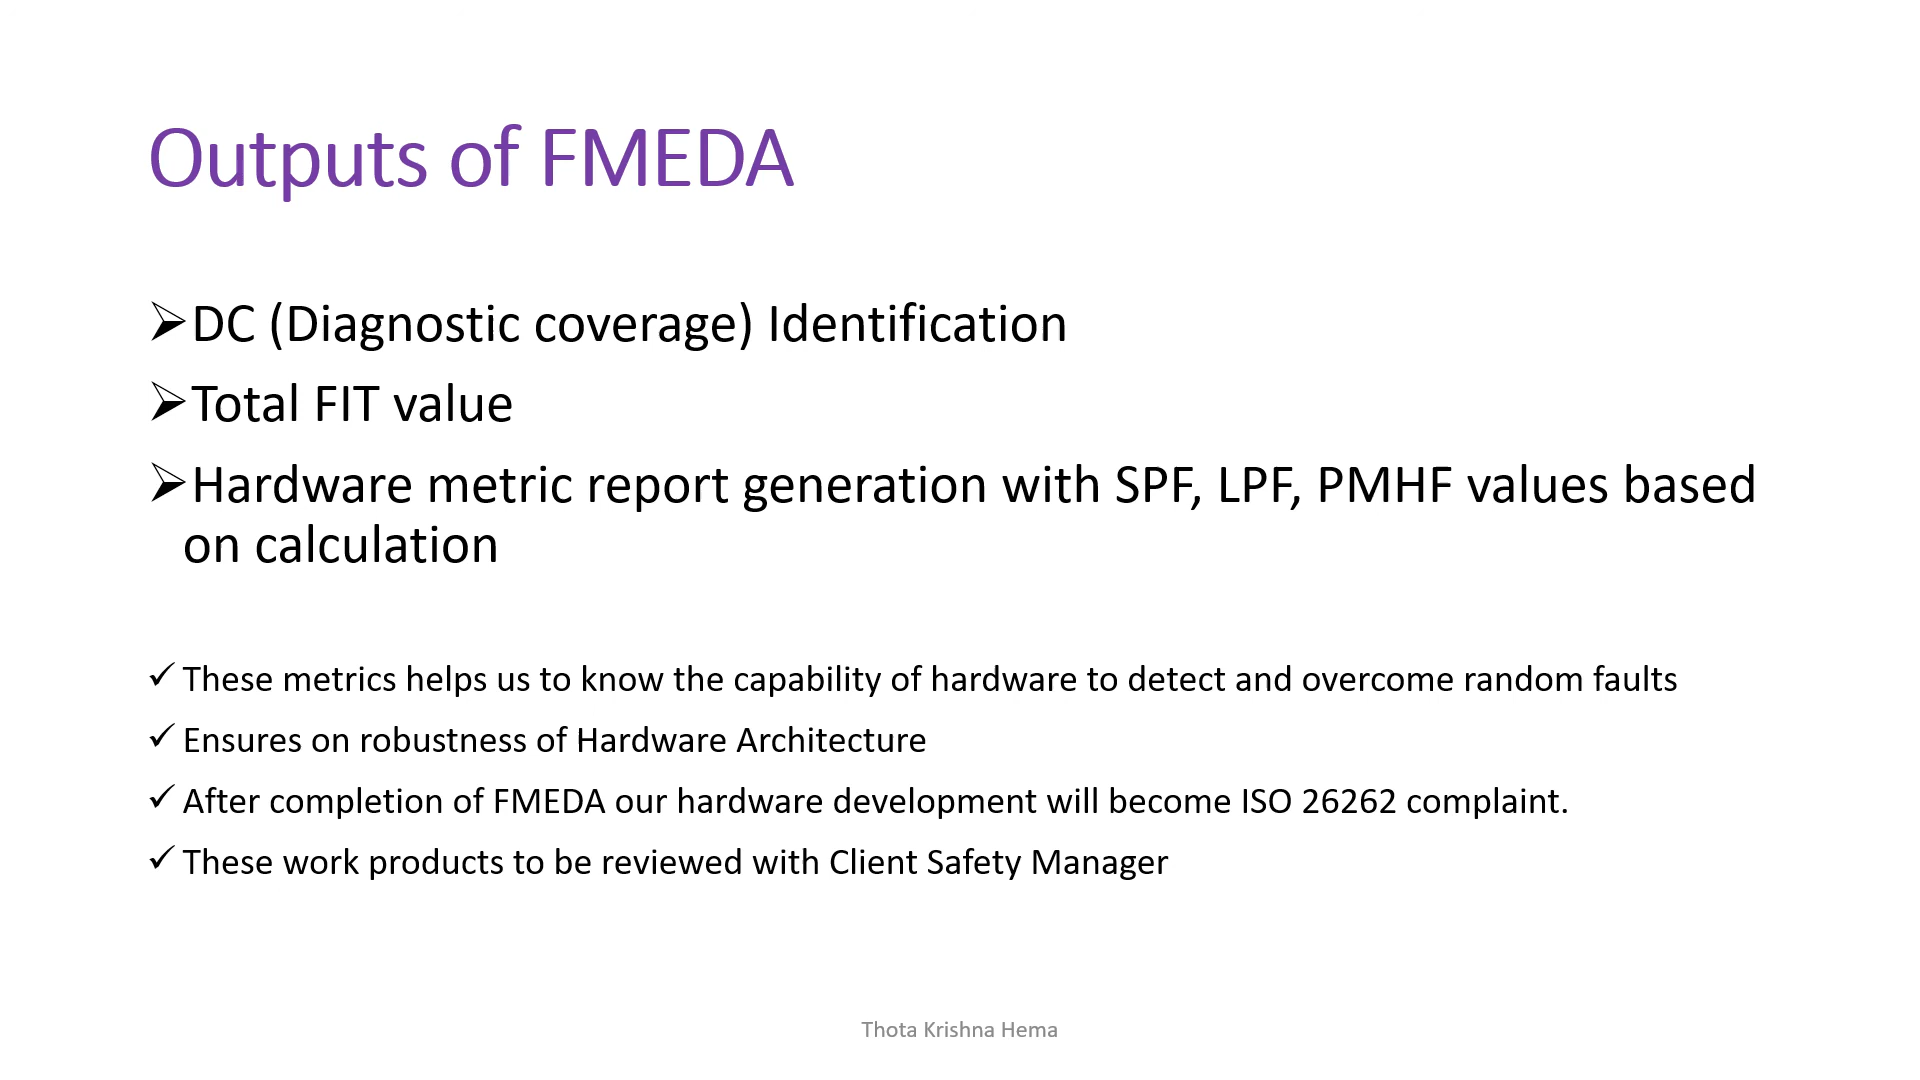 Outputs of FMEDA
➢DC (Diagnostic coverage) Identification
➢Total FIT value
➢Hardware metric report generation with SPF, LPF, PMHF values based
on calculation
✓ These metrics helps us to know the capability of hardware to detect and overcome random faults
✓ Ensures on robustness of Hardware Architecture
✓ After completion of FMEDA our hardware development will become ISO 26262 complaint.
✓ These work products to be reviewed with Client Safety Manager
Thota Krishna Hema